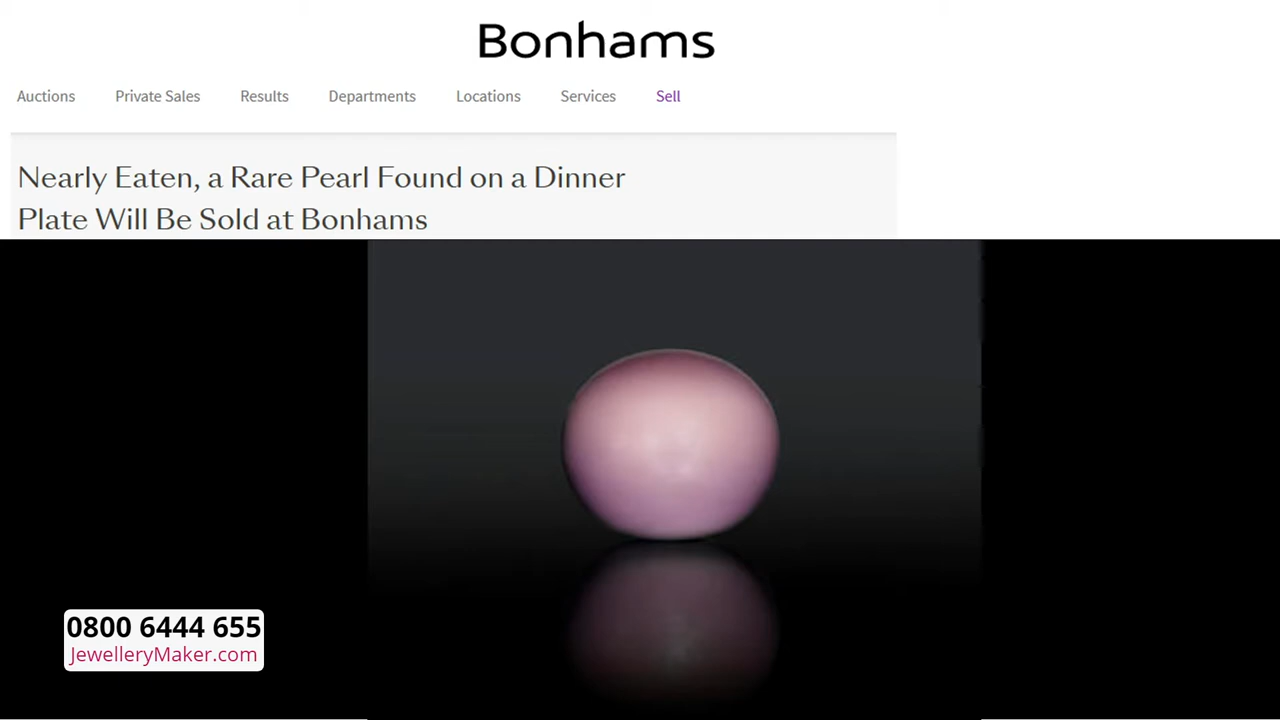 Bonhams
Auctions Private Sales Results Departments Locations Services Sell
Nearly Eaten, a Rare Pearl Found on a Dinner
Plate Will Be Sold at Bonhams
0800 6444 655
JewelleryMaker.com